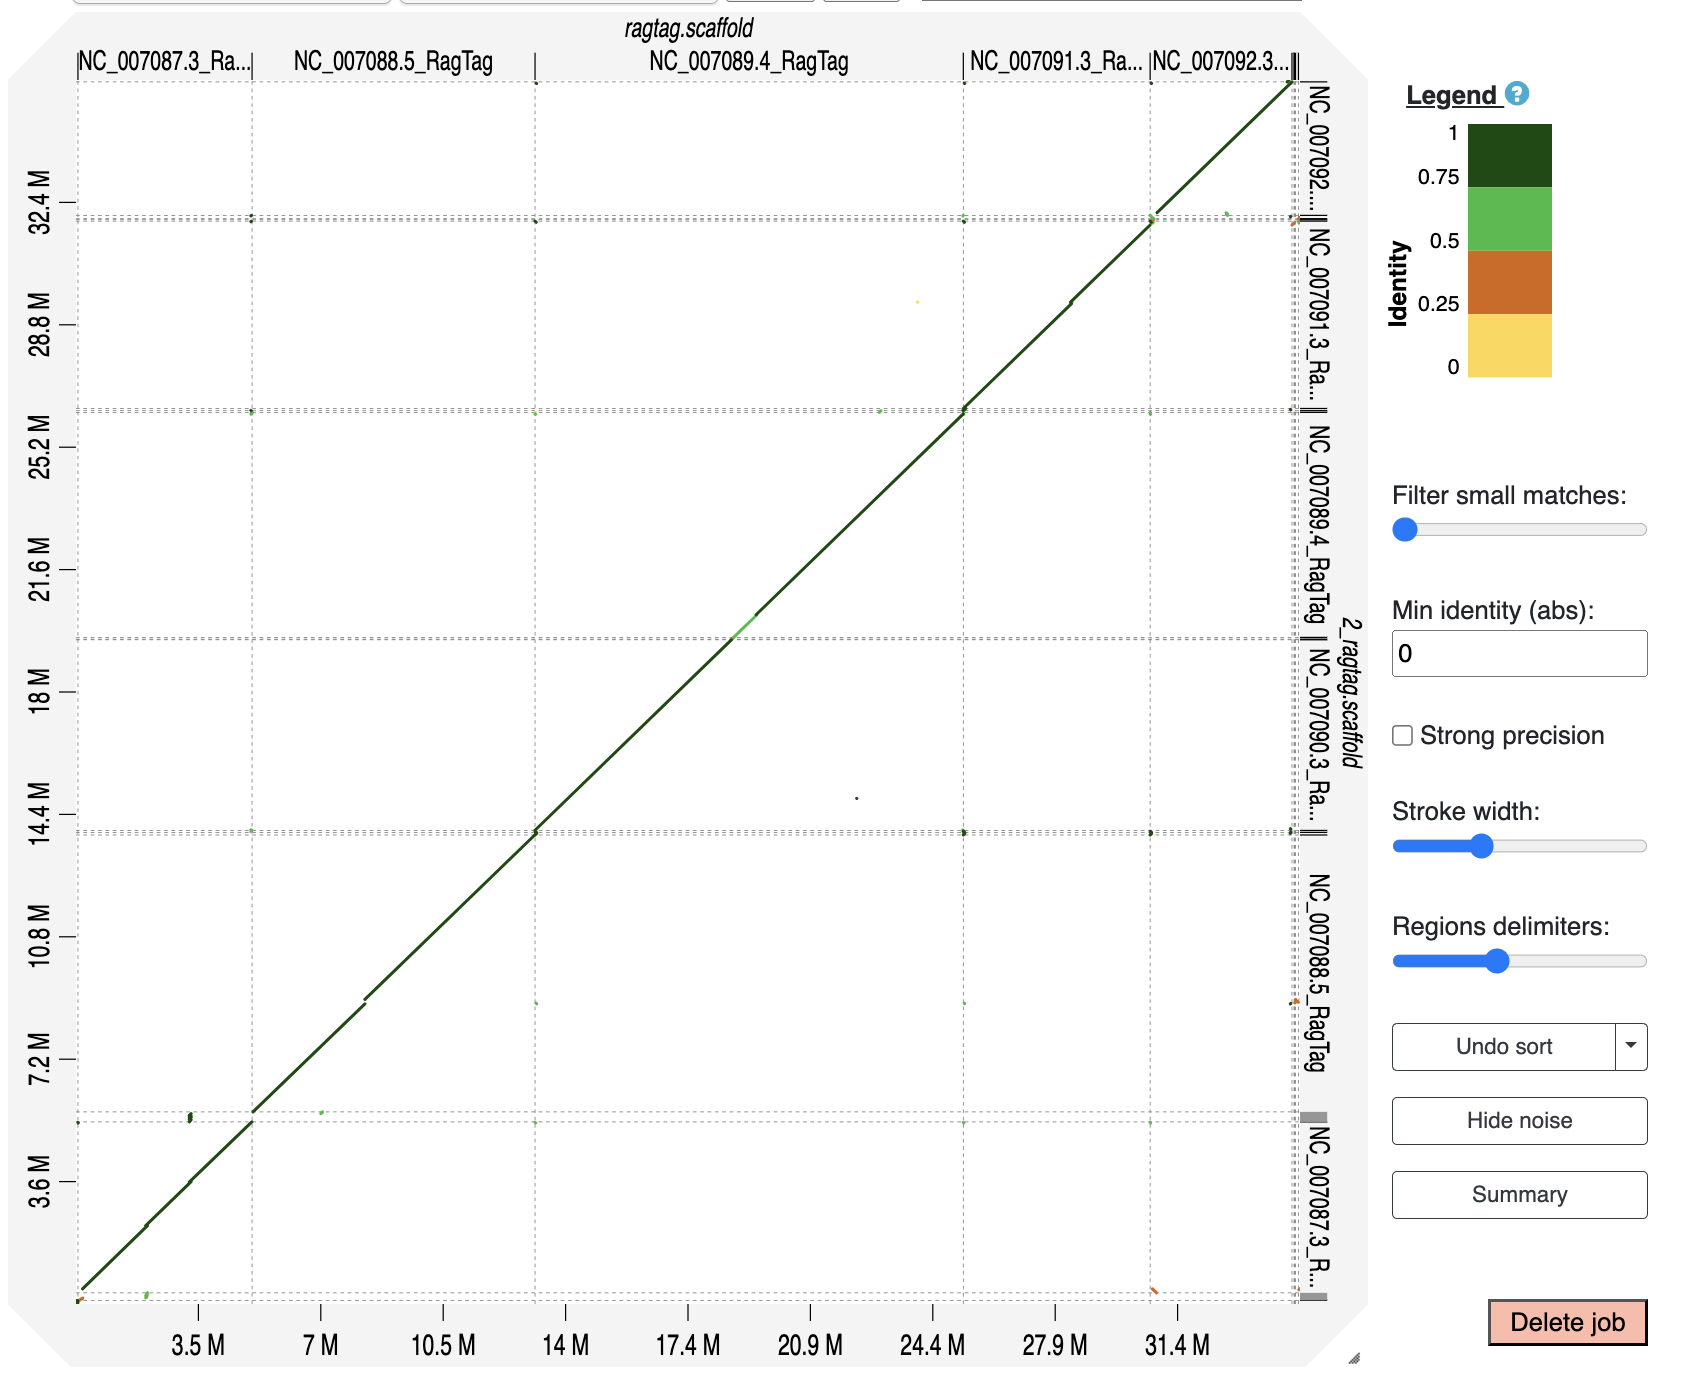 ragtag.scaffold
NC_007087.3_Ra...
NC_007088.5_RagTag
NC_007089.4_RagTag
NC_007091.3_Ra...
NC_007092.3...
32.4 M
28.8 M
25.2 M
21.6 M
18 M
14.4 M
10.8 M
7.2 M
3.6 M
NC_007092....
NC_007091.3_Ra...
NC_007089.4_RagTag
NC_007090.3_Ra...
NC_007088.5_RagTag
NC_007087.3_R...
2_ragtag.scaffold
3.5 M
7 M
10.5 M
14 M
17.4 M
20.9 M
24.4 M
27.9 M
31.4 M
Legend ?
Identity
1
0.75
0.5
0.25
0
Filter small matches:
Min identity (abs):
0
Strong precision
Stroke width:
Regions delimiters:
Undo sort
Hide noise
Summary
Delete job